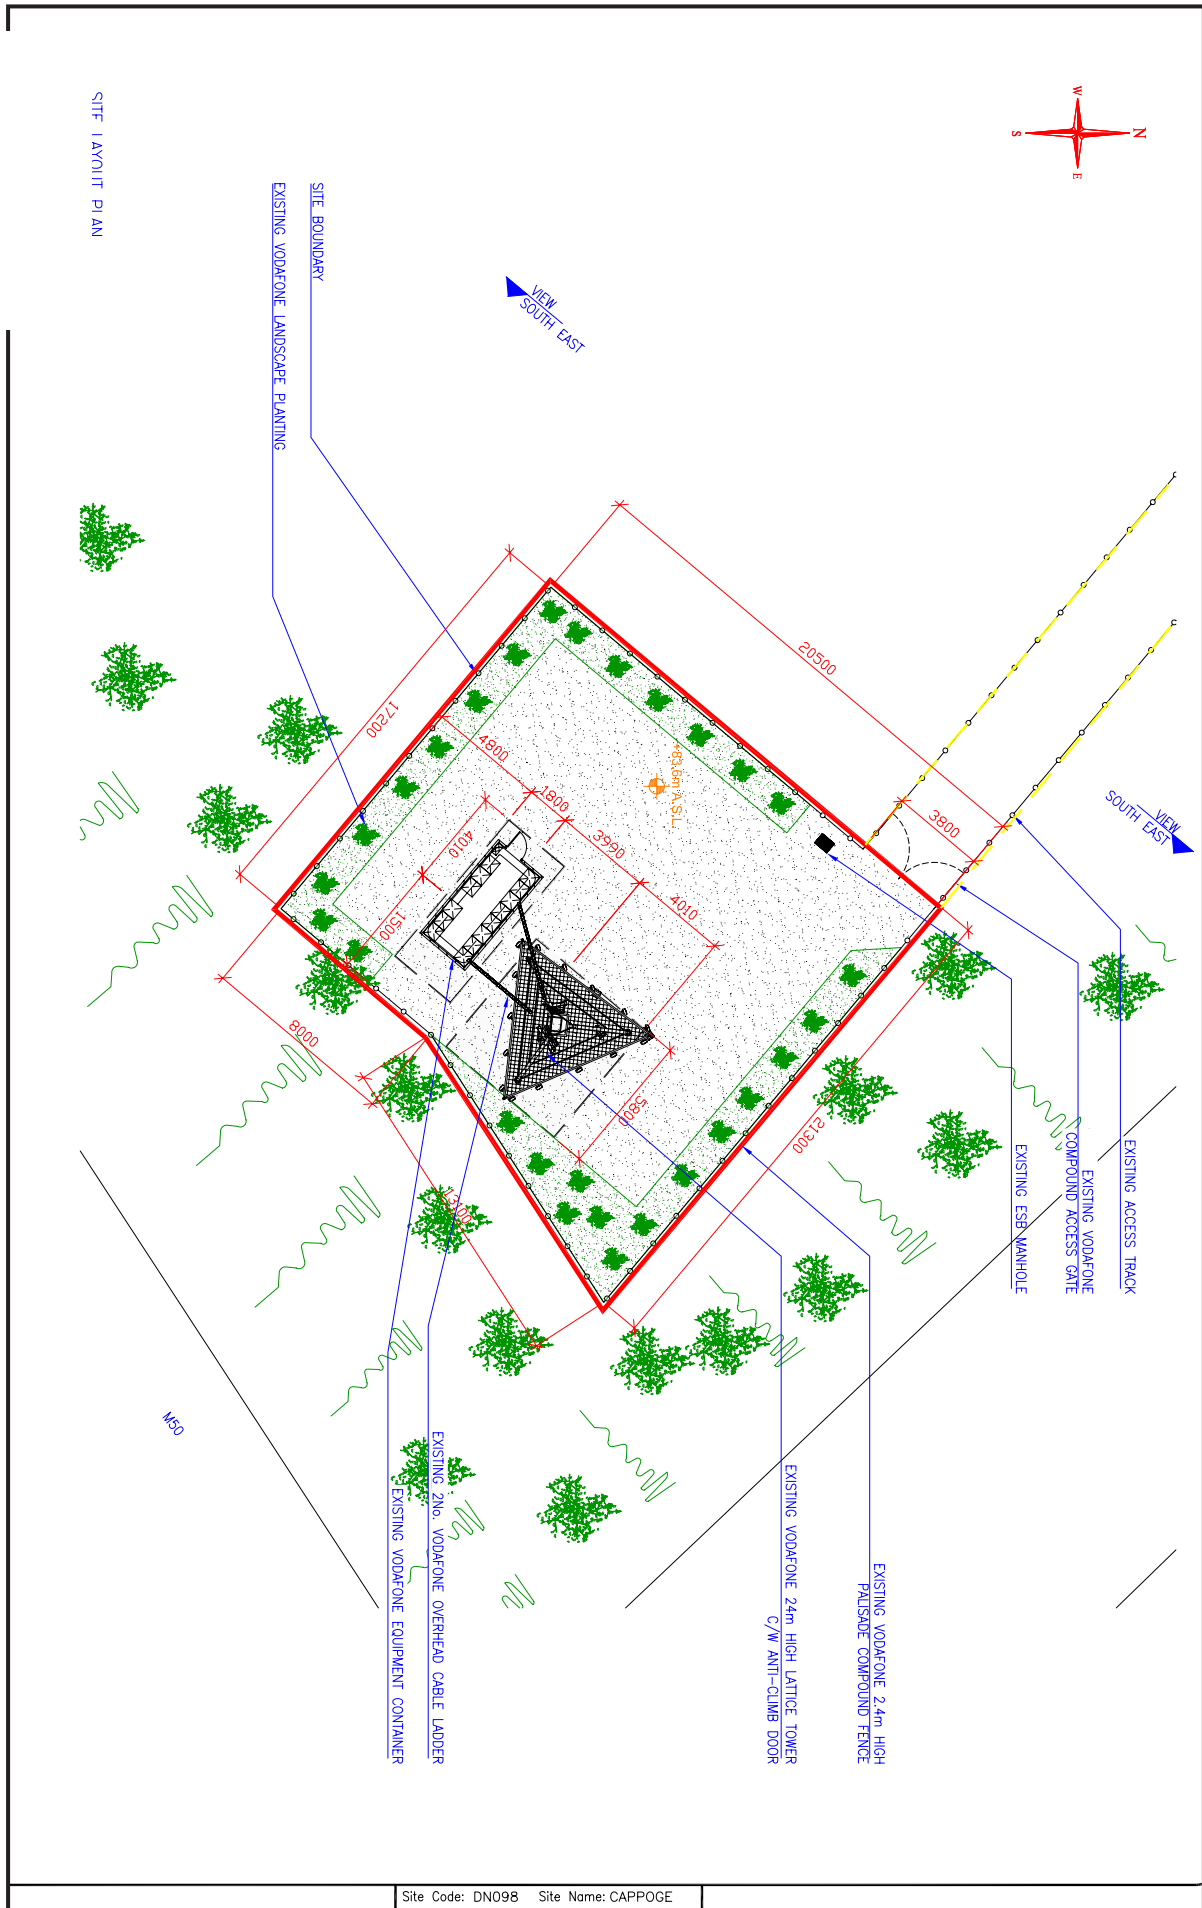 W
N
S
E
SITE LAYOUT PLAN
SITE BOUNDARY
EXISTING VODAFONE LANDSCAPE PLANTING
VIEW
SOUTH EAST
VIEW
SOUTH EAST
20500
17200
4800
1800
3990
4010
4010
1500
3800
+83.6m A.S.L.
8000
5800
21300
13100
EXISTING ACCESS TRACK
EXISTING VODAFONE
COMPOUND ACCESS GATE
EXISTING ESB MANHOLE
EXISTING VODAFONE 2.4m HIGH
PALISADE COMPOUND FENCE
EXISTING VODAFONE 24m HIGH LATTICE TOWER
C/W ANTI-CLIMB DOOR
EXISTING 2No. VODAFONE OVERHEAD CABLE LADDER
EXISTING VODAFONE EQUIPMENT CONTAINER
M50
Site Code: DN098 Site Name: CAPPOGE